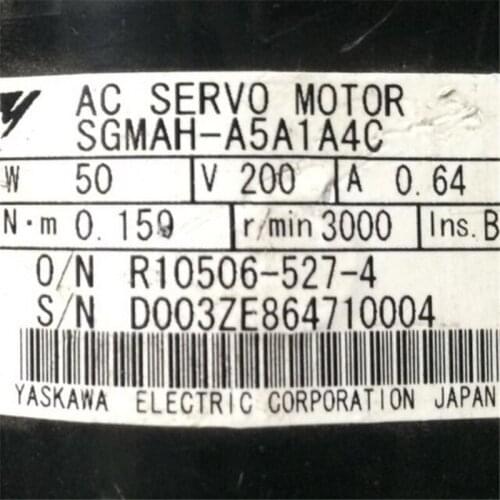 AC SERVO MOTOR
SGMAH-A5A1A4C
W 50 V 200 A 0.64
N·m 0.159 r/min 3000 Ins. B
O/N R10506-527-4
S/N D003ZE864710004
YASKAWA ELECTRIC CORPORATION JAPAN